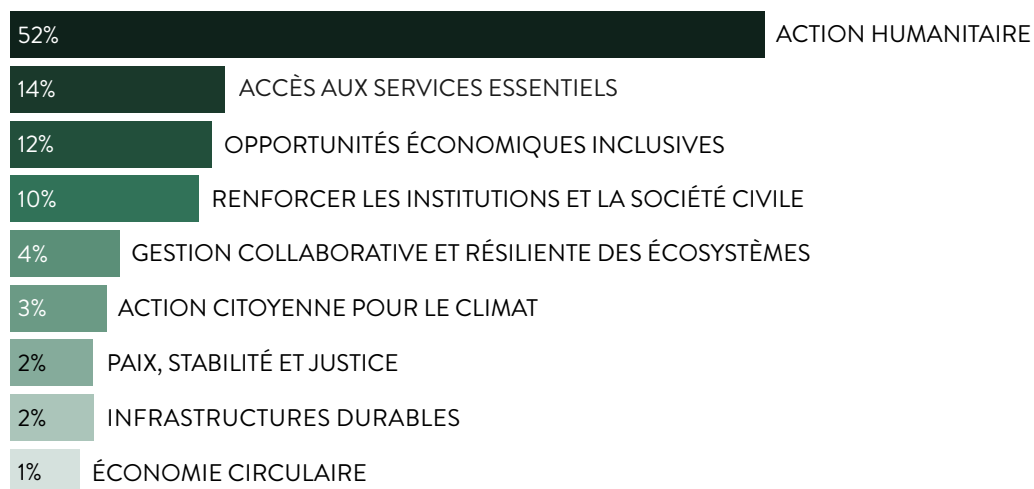 52% ACTION HUMANITAIRE
14% ACCÈS AUX SERVICES ESSENTIELS
12% OPPORTUNITÉS ÉCONOMIQUES INCLUSIVES
10% RENFORCER LES INSTITUTIONS ET LA SOCIÉTÉ CIVILE
4% GESTION COLLABORATIVE ET RÉSILIENTE DES ÉCOSYSTÈMES
3% ACTION CITOYENNE POUR LE CLIMAT
2% PAIX, STABILITÉ ET JUSTICE
2% INFRASTRUCTURES DURABLES
1% ÉCONOMIE CIRCULAIRE